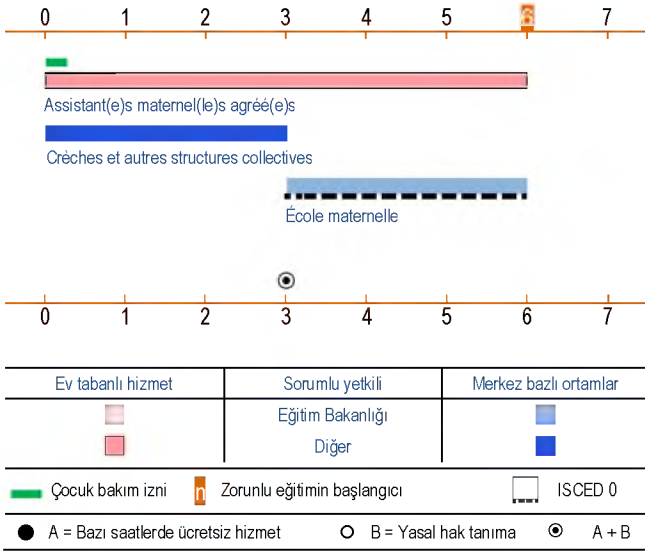 0 1 2 3 4 5 6 7
Assistant(e)s maternel(le)s agréé(e)s
Crèches et autres structures collectives
École maternelle
0 1 2 3 4 5 6 7
Ev tabanlı hizmet Sorumlu yetkili Merkez bazlı ortamlar
Eğitim Bakanlığı
Diğer
Çocuk bakım izni n Zorunlu eğitimin başlangıcı ISCED 0
A = Bazı saatlerde ücretsiz hizmet B = Yasal hak tanıma A + B